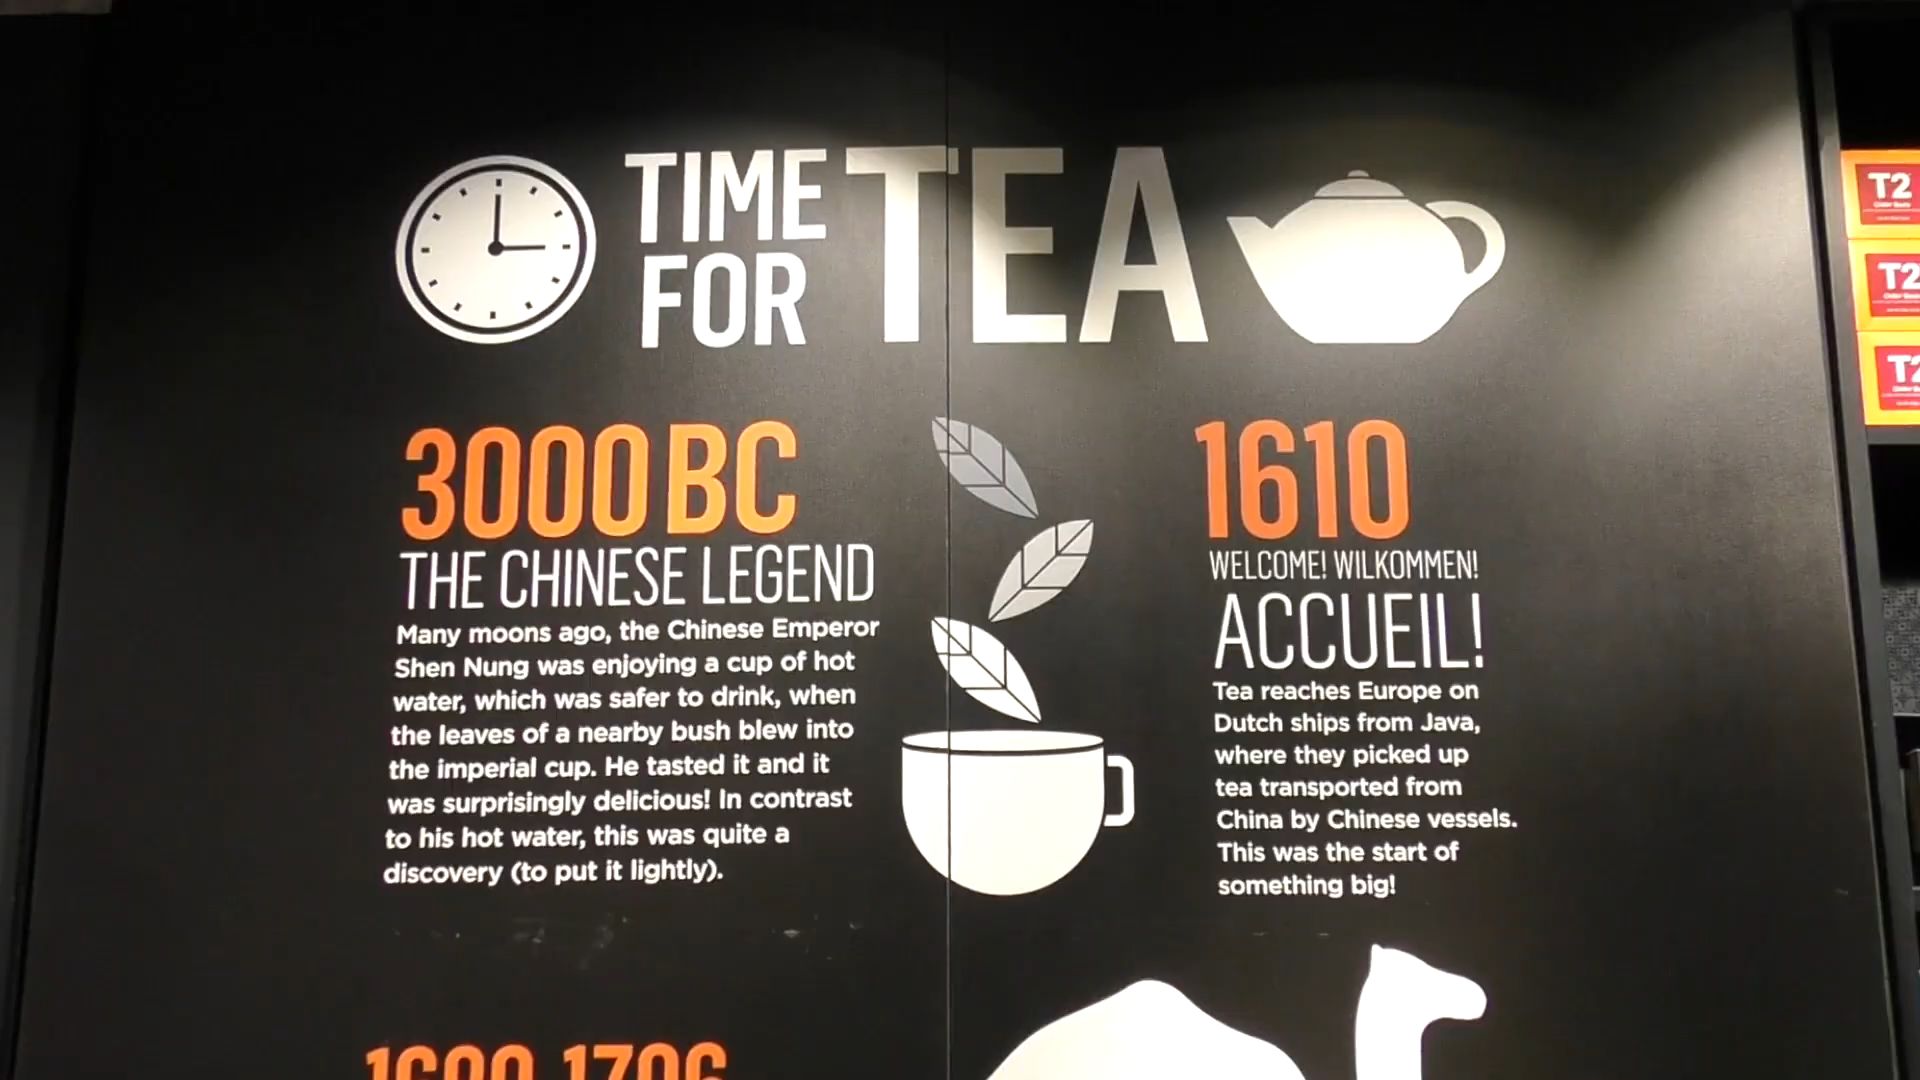 TIME
FOR
TEA
3000 BC
THE CHINESE LEGEND
Many moons ago, the Chinese Emperor
Shen Nung was enjoying a cup of hot
water, which was safer to drink, when
the leaves of a nearby bush blew into
the imperial cup. He tasted it and it
was surprisingly delicious! In contrast
to his hot water, this was quite a
discovery (to put it lightly).
1610
WELCOME! WILKOMMEN!
ACCUEIL!
Tea reaches Europe on
Dutch ships from Java,
where they picked up
tea transported from
China by Chinese vessels.
This was the start of
something big!
T2
T2
T2